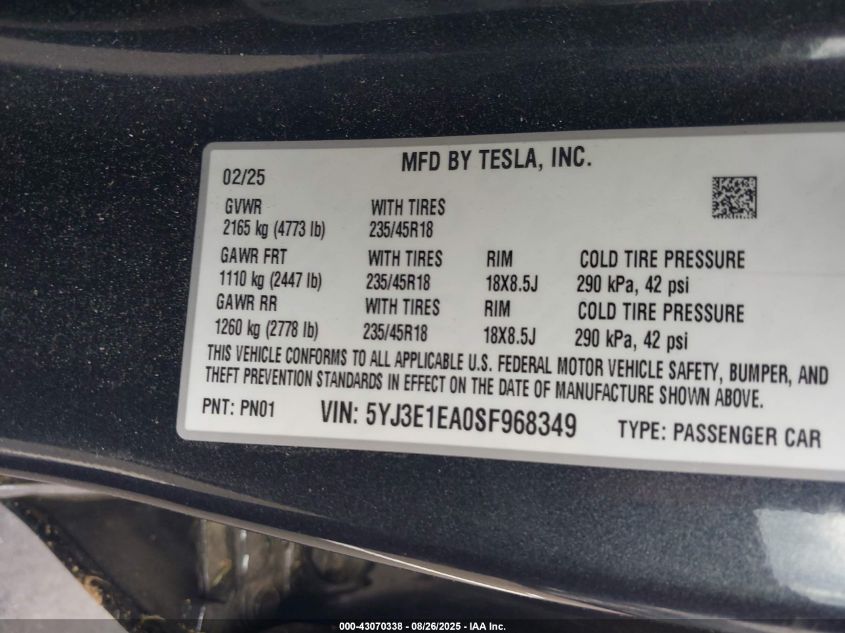 MFD BY TESLA, INC.
02/25
GVWR WITH TIRES
2165 kg (4773 lb) 235/45R18
GAWR FRT WITH TIRES RIM COLD TIRE PRESSURE
1110 kg (2447 lb) 235/45R18 18X8.5J 290 kPa, 42 psi
GAWR RR WITH TIRES RIM COLD TIRE PRESSURE
1260 kg (2778 lb) 235/45R18 18X8.5J 290 kPa, 42 psi
THIS VEHICLE CONFORMS TO ALL APPLICABLE U.S. FEDERAL MOTOR VEHICLE SAFETY, BUMPER, AND
THEFT PREVENTION STANDARDS IN EFFECT ON THE DATE OF MANUFACTURE SHOWN ABOVE.
PNT: PN01 VIN: 5YJ3E1EA0SF968349 TYPE: PASSENGER CAR
000-43070338 - 08/26/2025 - IAA Inc.